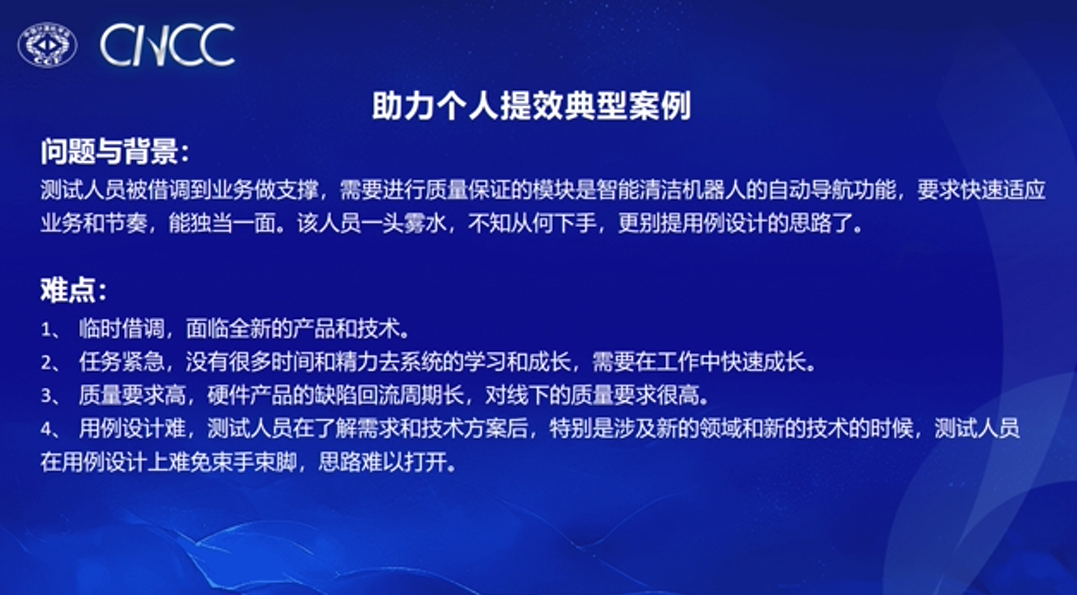 CNCC
助力个人提效典型案例
问题与背景：
测试人员被借调到业务做支撑，需要进行质量保证的模块是智能清洁机器人的自动导航功能，要求快速适应
业务和节奏，能独当一面。该人员一头雾水，不知从何下手，更别提用例设计的思路了。
难点：
1、 临时借调，面临全新的产品和技术。
2、 任务紧急，没有很多时间和精力去系统的学习和成长，需要在工作中快速成长。
3、 质量要求高，硬件产品的缺陷回流周期长，对线下的质量要求很高。
4、 用例设计难，测试人员在了解需求和技术方案后，特别是涉及新的领域和新的技术的时候，测试人员
在用例设计上难免束手束脚，思路难以打开。